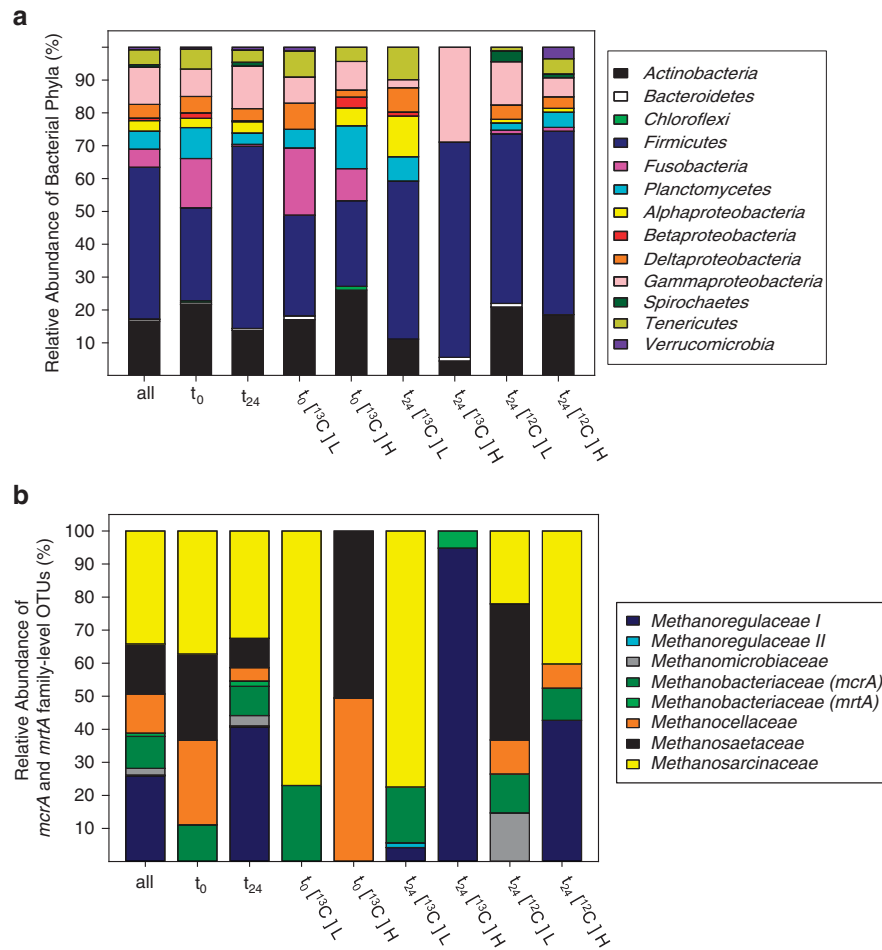 a
Relative Abundance of Bacterial Phyla (%)
90
80
70
60
50
40
30
20
10
all
t0
t24
t0 [13C] L
t0 [13C] H
t24 [13C] L
t24 [13C] H
t24 [12C] L
t24 [12C] H
Actinobacteria
Bacteroidetes
Chloroflexi
Firmicutes
Fusobacteria
Planctomycetes
Alphaproteobacteria
Betaproteobacteria
Deltaproteobacteria
Gammaproteobacteria
Spirochaetes
Tenericutes
Verrucomicrobia
b
Relative Abundance of
mcrA and mrtA family-level OTUs (%)
100
90
80
70
60
50
40
30
20
10
all
t0
t24
t0 [13C] L
t0 [13C] H
t24 [13C] L
t24 [13C] H
t24 [12C] L
t24 [12C] H
Methanoregulaceae I
Methanoregulaceae II
Methanomicrobiaceae
Methanobacteriaceae (mcrA)
Methanobacteriaceae (mrtA)
Methanocellaceae
Methanosaetaceae
Methanosarcinaceae